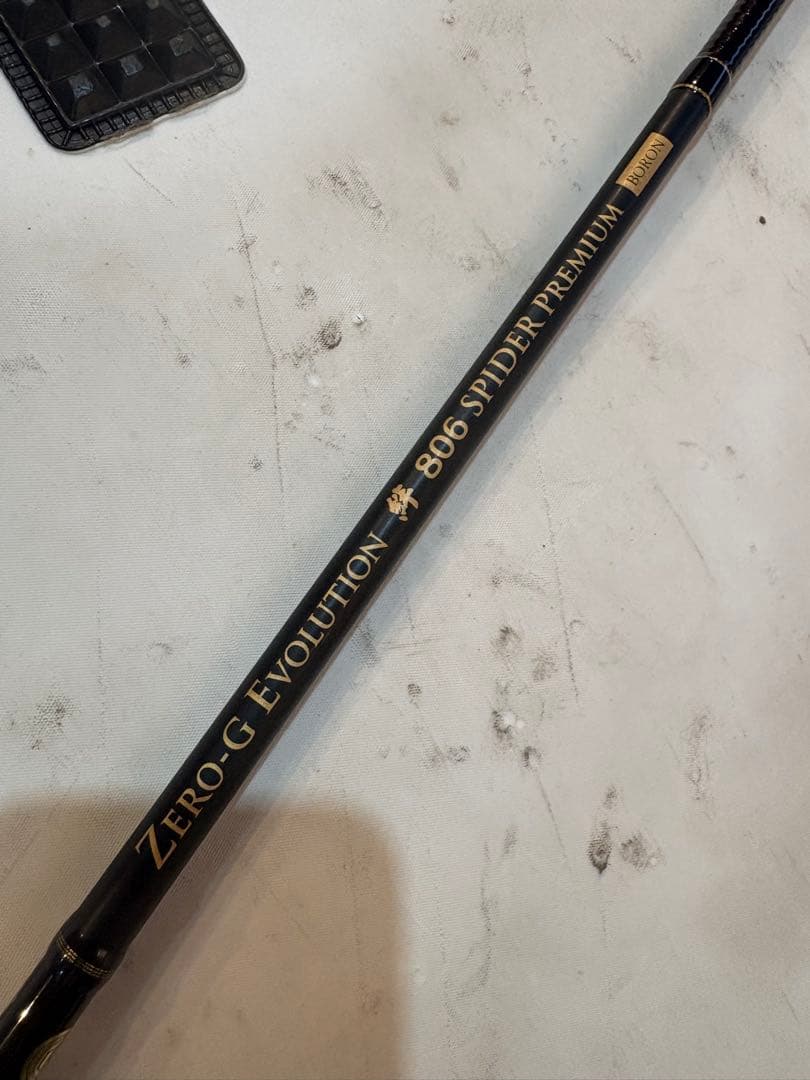 ZERO-G EVOLUTION 絆 806 SPIDER PREMIUM BORON